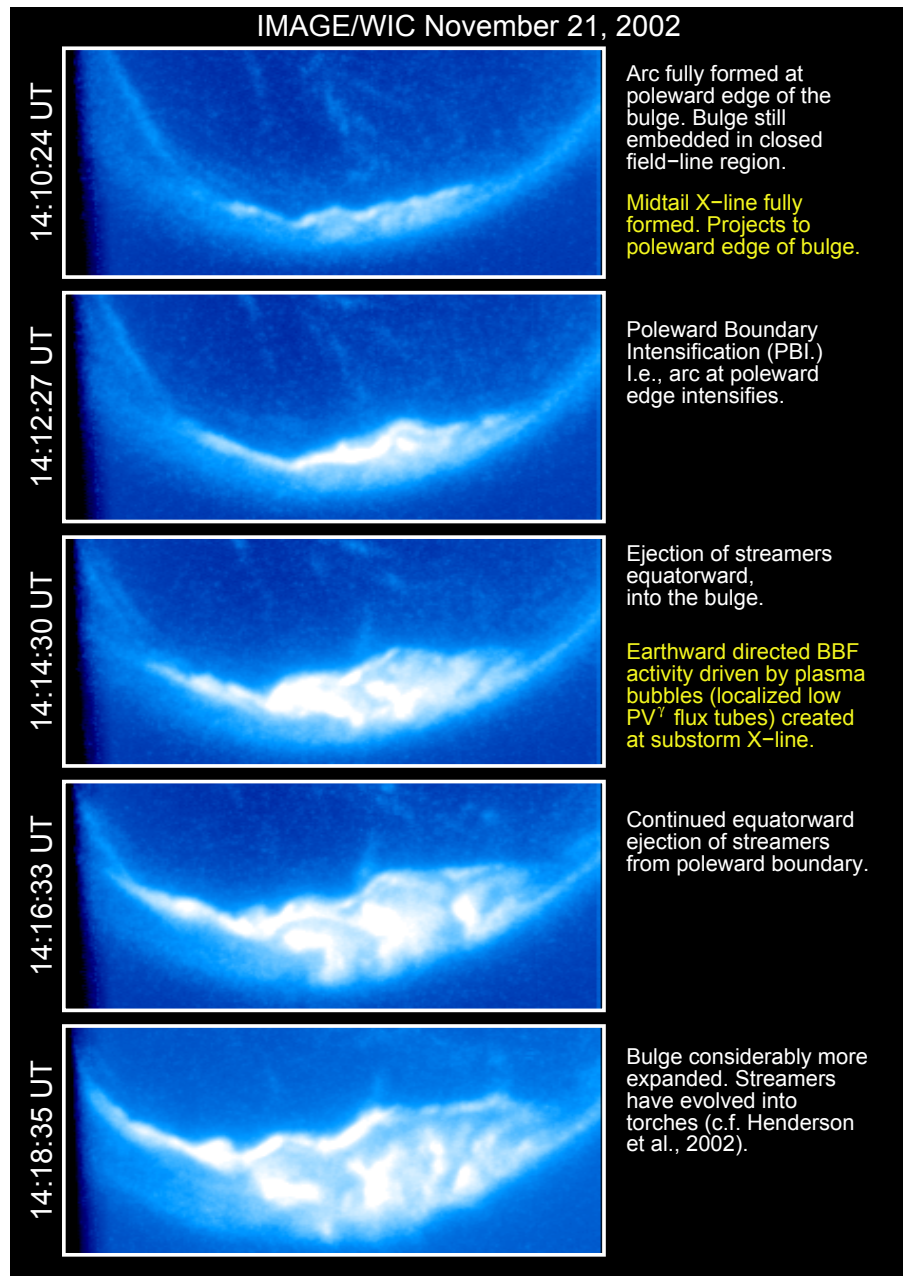 IMAGE/WIC November 21, 2002
14:10:24 UT
Arc fully formed at
poleward edge of the
bulge. Bulge still
embedded in closed
field−line region.
Midtail X−line fully
formed. Projects to
poleward edge of bulge.
14:12:27 UT
Poleward Boundary
Intensification (PBI.)
I.e., arc at poleward
edge intensifies.
14:14:30 UT
Ejection of streamers
equatorward,
into the bulge.
Earthward directed BBF
activity driven by plasma
bubbles (localized low
PVᵞ flux tubes) created
at substorm X−line.
14:16:33 UT
Continued equatorward
ejection of streamers
from poleward boundary.
14:18:35 UT
Bulge considerably more
expanded. Streamers
have evolved into
torches (c.f. Henderson
et al., 2002).